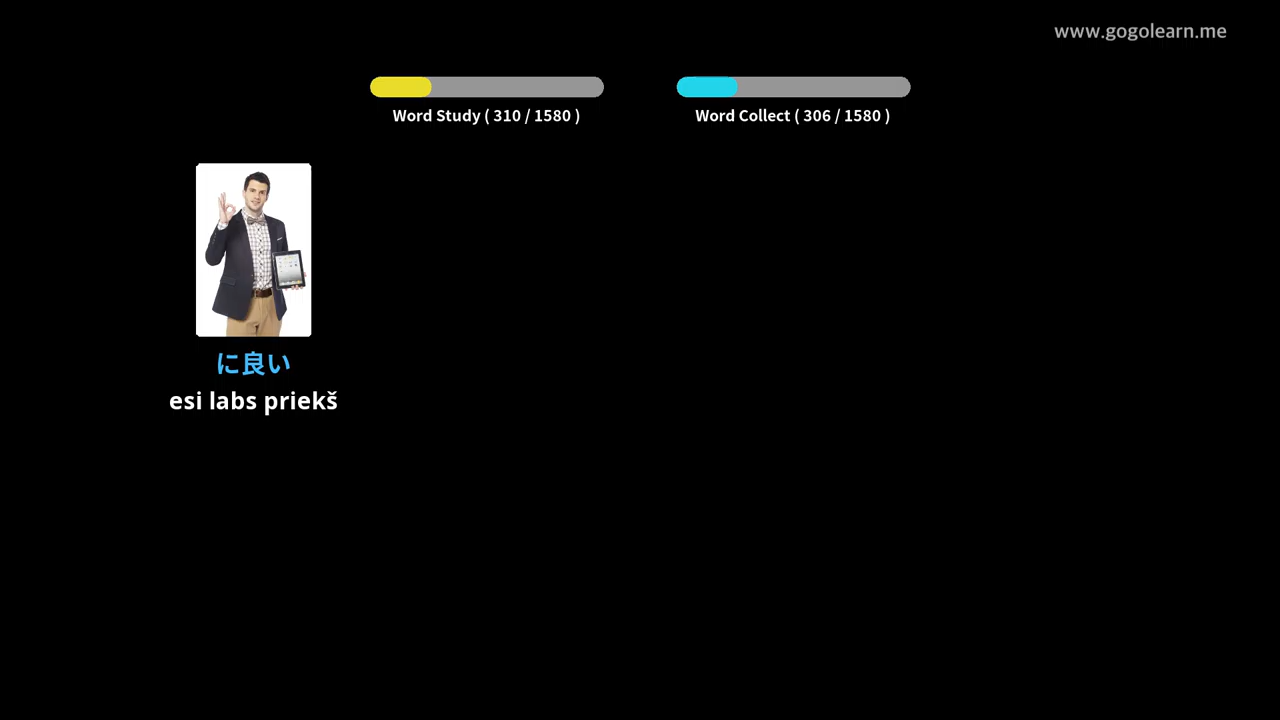 www.gogolearn.me
Word Study ( 310 / 1580 )
Word Collect ( 306 / 1580 )
に良い
esi labs priekš